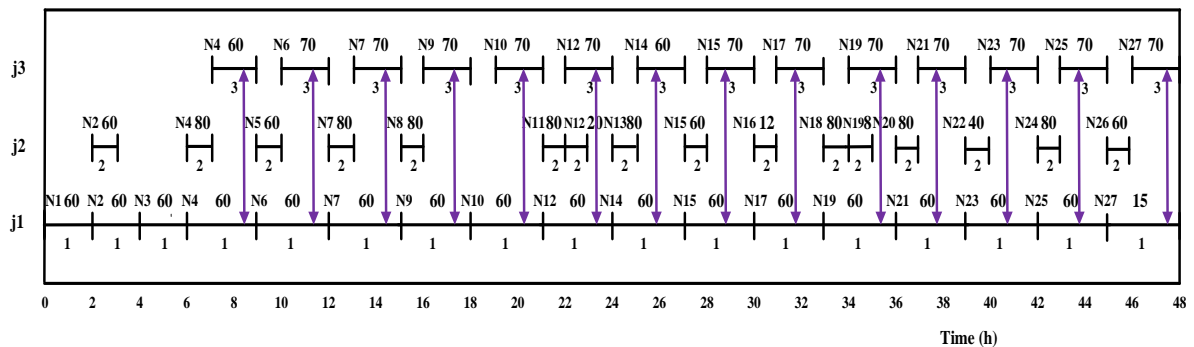 N4 60 N6 70 N7 70 N9 70 N10 70 N12 70 N14 60 N15 70 N17 70 N19 70 N21 70 N23 70 N25 70 N27 70
j3
3 3 3 3 3 3 3 3 3 3 3 3 3 3
N2 60 N4 80 N5 60 N7 80 N8 80 N11 80 N12 20 N13 80 N15 60 N16 12 N18 80 N19 8 N20 80 N22 40 N24 80 N26 60
j2
2 2 2 2 2 2 2 2 2 2 2 2 2 2 2 2
N1 60 N2 60 N3 60 N4 60 N6 60 N7 60 N9 60 N10 60 N12 60 N14 60 N15 60 N17 60 N19 60 N21 60 N23 60 N25 60 N27 15
j1
1 1 1 1 1 1 1 1 1 1 1 1 1 1 1 1 1
0 2 4 6 8 10 12 14 16 18 20 22 24 26 28 30 32 34 36 38 40 42 44 46 48
Time (h)